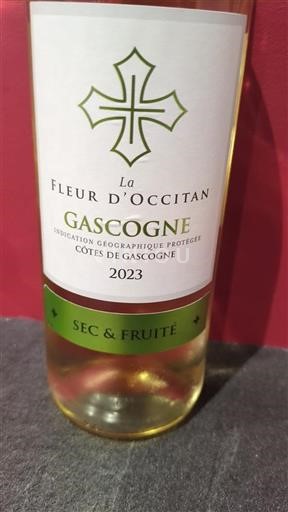 La
FLEUR D'OCCITAN
GASCOGNE
INDICATION GÉOGRAPHIQUE PROTÉGÉE
CÔTES DE GASCOGNE
2023
SEC & FRUITÉ